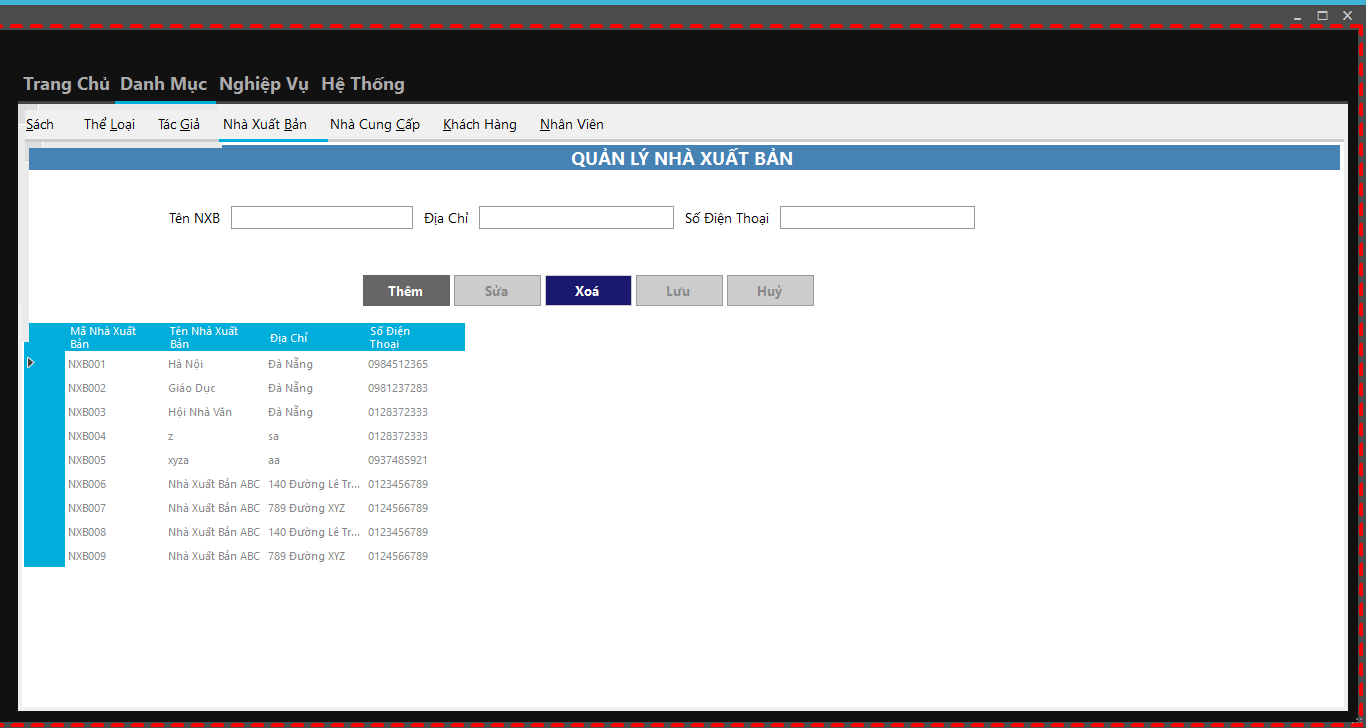 Trang Chủ Danh Mục Nghiệp Vụ Hệ Thống
Sách Thể Loại Tác Giả Nhà Xuất Bản Nhà Cung Cấp Khách Hàng Nhân Viên
QUẢN LÝ NHÀ XUẤT BẢN
Tên NXB Địa Chỉ Số Điện Thoại
Thêm Sửa Xoá Lưu Huỷ
Mã Nhà Xuất Bản Tên Nhà Xuất Bản Địa Chỉ Số Điện Thoại
NXB001 Hà Nội Đà Nẵng 0984512365
NXB002 Giáo Dục Đà Nẵng 0981237283
NXB003 Hội Nhà Văn Đà Nẵng 0128372333
NXB004 z sa 0128372333
NXB005 xyza aa 0937485921
NXB006 Nhà Xuất Bản ABC 140 Đường Lê Tr... 0123456789
NXB007 Nhà Xuất Bản ABC 789 Đường XYZ 0124566789
NXB008 Nhà Xuất Bản ABC 140 Đường Lê Tr... 0123456789
NXB009 Nhà Xuất Bản ABC 789 Đường XYZ 0124566789